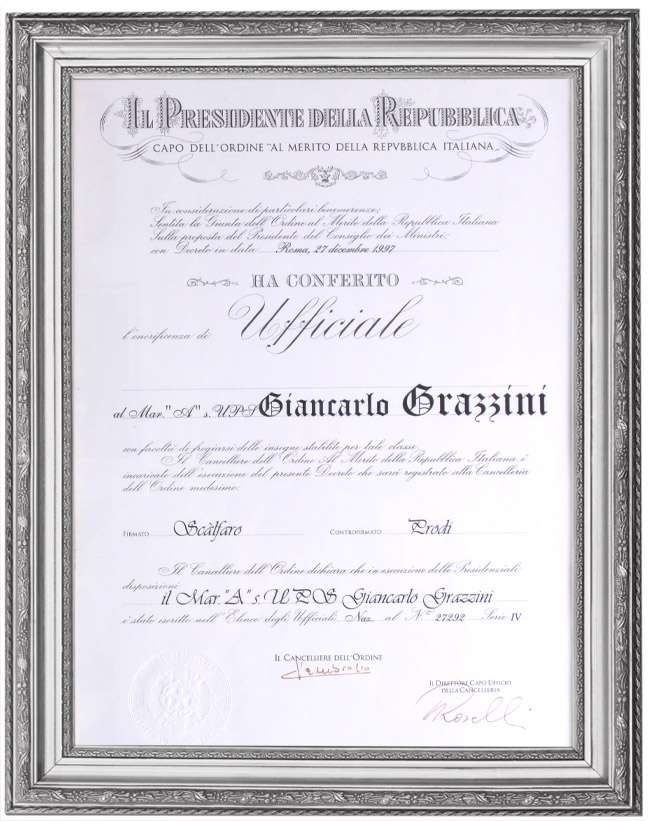 IL PRESIDENTE DELLA REPUBBLICA
CAPO DELL'ORDINE "AL MERITO DELLA REPVBBLICA ITALIANA„
In considerazione di particolari benemerenze;
Sentita la Giunta dell'Ordine al Merito della Repubblica Italiana
Sulla proposta del Presidente del Consiglio dei Ministri;
con Decreto in data Roma, 27 dicembre 1997
HA CONFERITO
l'onorificenza di Ufficiale
al Mar. "A" s. UPS Giancarlo Grazzini
con facoltà di fregiarsi delle insegne stabilite per tale classe.
Il Cancelliere dell'Ordine Al Merito della Repubblica Italiana è
incaricato dell'esecuzione del presente Decreto che sarà registrato alla Cancelleria
dell'Ordine medesimo.
FIRMATO Scàlfaro CONTROFIRMATO Prodi
Il Cancelliere dell'Ordine dichiara che in esecuzione delle Presidenziali
disposizioni
il Mar. "A" s. UPS Giancarlo Grazzini
è stato iscritto nell'Elenco degli Ufficiali Naz. al N.° 27292 Serie IV
IL CANCELLIERE DELL'ORDINE
IL DIRETTORE CAPO UFFICIO
DELLA CANCELLERIA